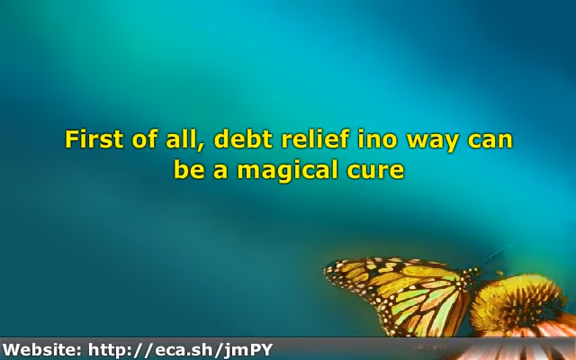 First of all, debt relief ino way can
be a magical cure
Website: http://eca.sh/jmPY